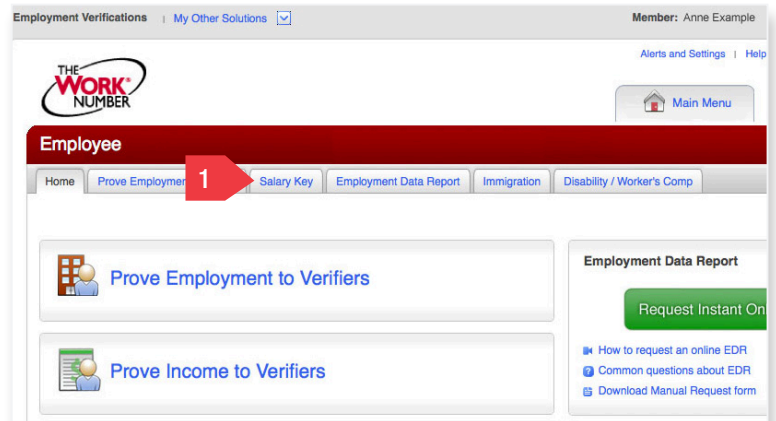 Employment Verifications | My Other Solutions
Member: Anne Example
Alerts and Settings | Help
THE
WORK
NUMBER
Main Menu
Employee
Home
Prove Employmen
1
Salary Key
Employment Data Report
Immigration
Disability / Worker's Comp
Prove Employment to Verifiers
Prove Income to Verifiers
Employment Data Report
Request Instant On
How to request an online EDR
Common questions about EDR
Download Manual Request form